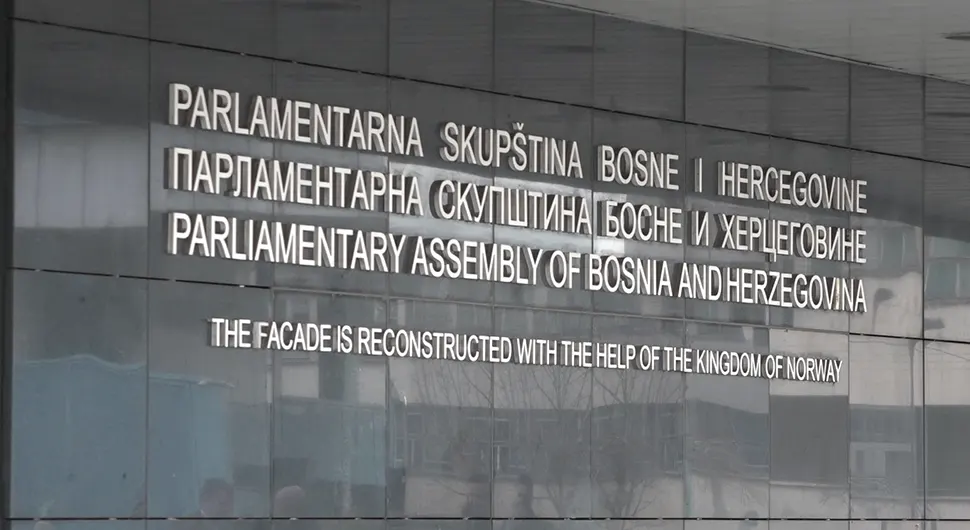 PARLAMENTARNA SKUPŠTINA BOSNE I HERCEGOVINE
ПАРЛАМЕНТАРНА СКУПШТИНА БОСНЕ И ХЕРЦЕГОВИНЕ
PARLIAMENTARY ASSEMBLY OF BOSNIA AND HERZEGOVINA
THE FACADE IS RECONSTRUCTED WITH THE HELP OF THE KINGDOM OF NORWAY